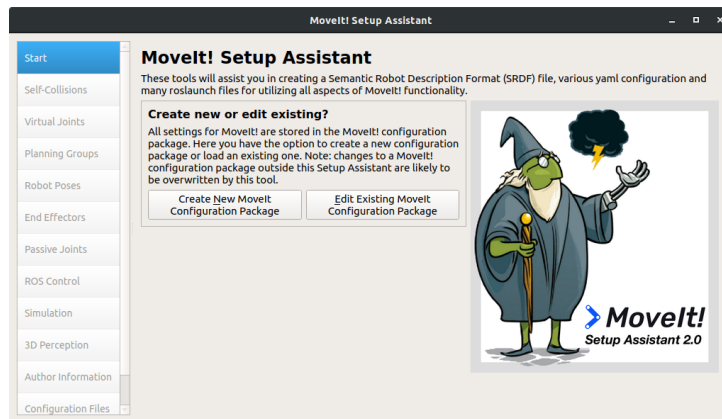 MoveIt! Setup Assistant
Start
Self-Collisions
Virtual Joints
Planning Groups
Robot Poses
End Effectors
Passive Joints
ROS Control
Simulation
3D Perception
Author Information
Configuration Files
MoveIt! Setup Assistant
These tools will assist you in creating a Semantic Robot Description Format (SRDF) file, various yaml configuration and
many roslaunch files for utilizing all aspects of MoveIt! functionality.
Create new or edit existing?
All settings for MoveIt! are stored in the MoveIt! configuration
package. Here you have the option to create a new configuration
package or load an existing one. Note: changes to a MoveIt!
configuration package outside this Setup Assistant are likely to
be overwritten by this tool.
Create New MoveIt
Configuration Package
Edit Existing MoveIt
Configuration Package
MoveIt!
Setup Assistant 2.0